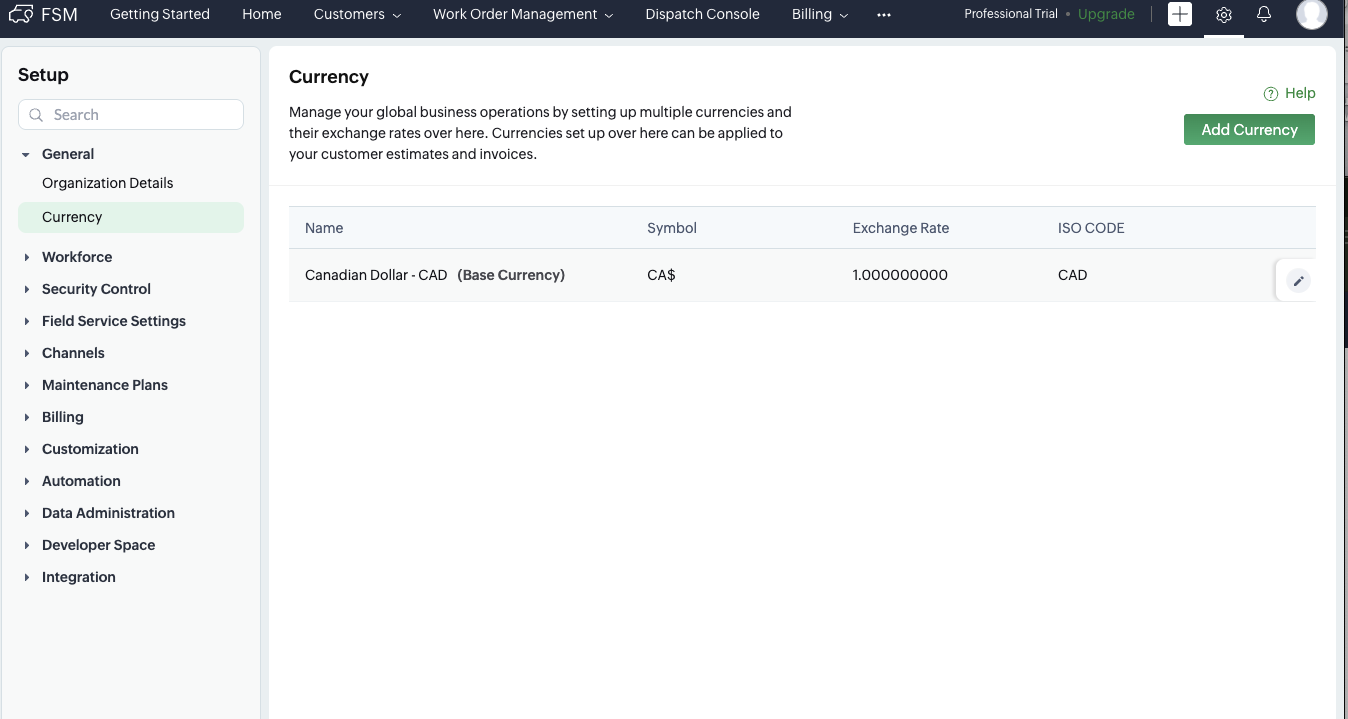 FSM Getting Started Home Customers Work Order Management Dispatch Console Billing ••• Professional Trial • Upgrade
Setup
Search
General
Organization Details
Currency
Workforce
Security Control
Field Service Settings
Channels
Maintenance Plans
Billing
Customization
Automation
Data Administration
Developer Space
Integration
Currency
Manage your global business operations by setting up multiple currencies and
their exchange rates over here. Currencies set up over here can be applied to
your customer estimates and invoices.
Help
Add Currency
Name Symbol Exchange Rate ISO CODE
Canadian Dollar - CAD (Base Currency) CA$ 1.000000000 CAD